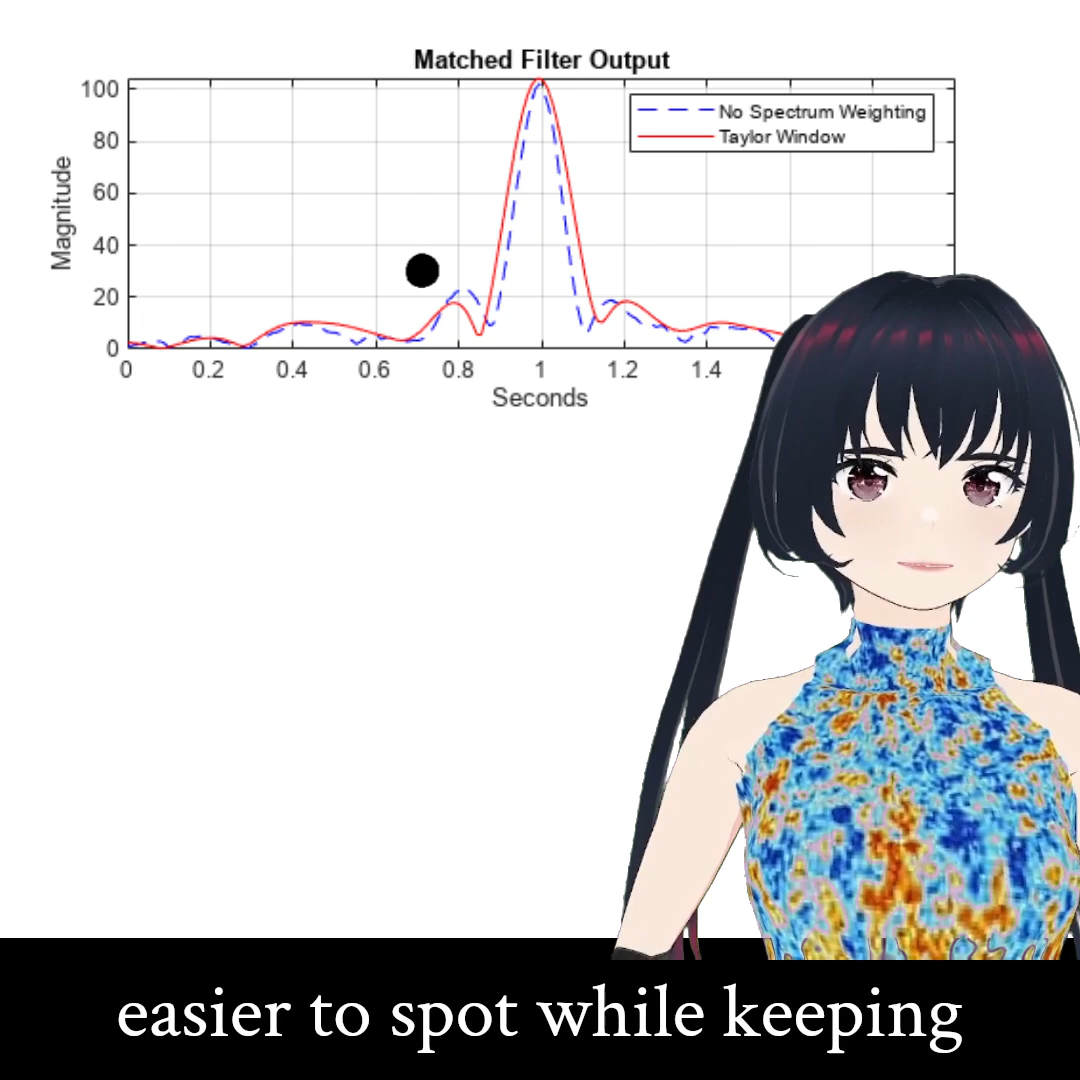 Matched Filter Output
100
80
60
40
20
0
Magnitude
No Spectrum Weighting
Taylor Window
0 0.2 0.4 0.6 0.8 1 1.2 1.4
Seconds
easier to spot while keeping